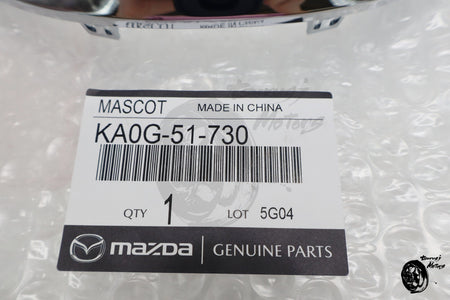 MASCOT MADE IN CHINA
KA0G-51-730
QTY 1 LOT 5G04
mazda GENUINE PARTS